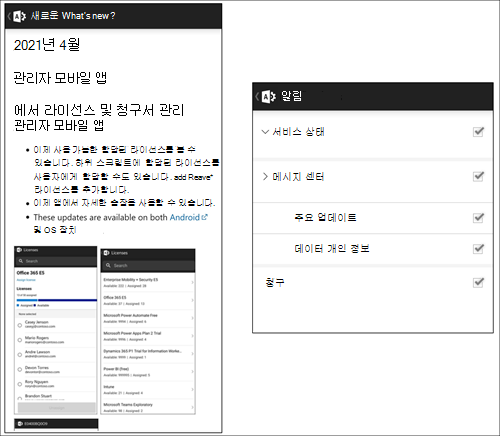 새로운 What's new?
2021년 4월
관리자 모바일 앱
에서 라이선스 및 청구서 관리
관리자 모바일 앱
이제 사용 가능한 할당된 라이선스를 볼 수
있습니다. 하위 스크립트에 할당된 라이선스를
사용자에게 할당할 수도 있습니다. add Reave"
라이선스를 추가합니다.
이제 앱에서 자세한 송장을 사용할 수 있습니다.
These updates are available on both Android
및 OS 장치
Licenses
Search
Office 365 E5
Licenses
Assigned Available
Casey Jensen
Mario Rogers
Andre Lawson
Devon Torres
Rory Nguyen
Brandon Stuart
Licenses
Search
Enterprise Mobility + Security E5
Office 365 E5
Microsoft Power Automate Free
Microsoft Power Apps Plan 2 Trial
Dynamics 365 P1 Trial for Information Worke...
Power BI (free)
Intune
Microsoft Teams Exploratory
알림
서비스 상태
메시지 센터
주요 업데이트
데이터 개인 정보
청구